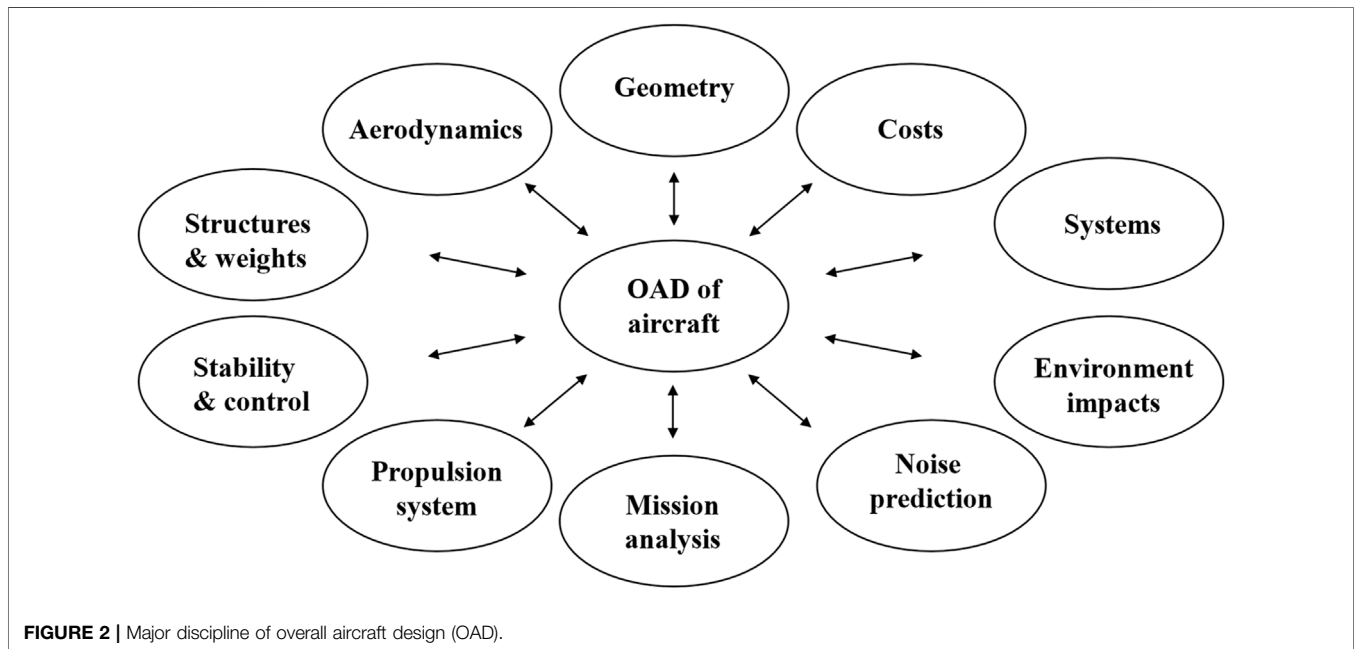 Geometry
Aerodynamics
Costs
Structures
& weights
Systems
OAD of
aircraft
Stability
& control
Environment
impacts
Propulsion
system
Noise
prediction
Mission
analysis
FIGURE 2 | Major discipline of overall aircraft design (OAD).